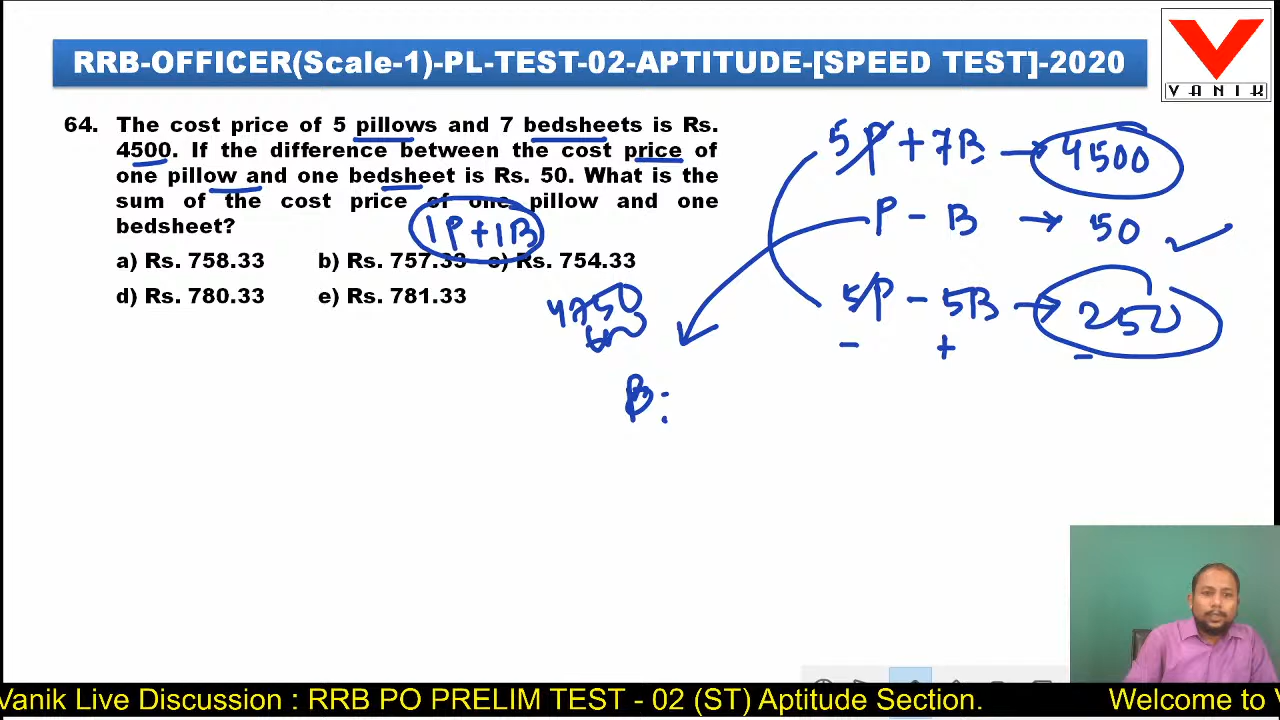 RRB-OFFICER(Scale-1)-PL-TEST-02-APTITUDE-[SPEED TEST]-2020
VANIK
64. The cost price of 5 pillows and 7 bedsheets is Rs.
4500. If the difference between the cost price of
one pillow and one bedsheet is Rs. 50. What is the
sum of the cost price of one pillow and one
bedsheet?
1P+1B
a) Rs. 758.33 b) Rs. 757.33 c) Rs. 754.33
d) Rs. 780.33 e) Rs. 781.33
5P + 7B → 4500
P - B → 50
5P - 5B → 250
- + -
4750
B:
Vanik Live Discussion : RRB PO PRELIM TEST - 02 (ST) Aptitude Section. Welcome to V